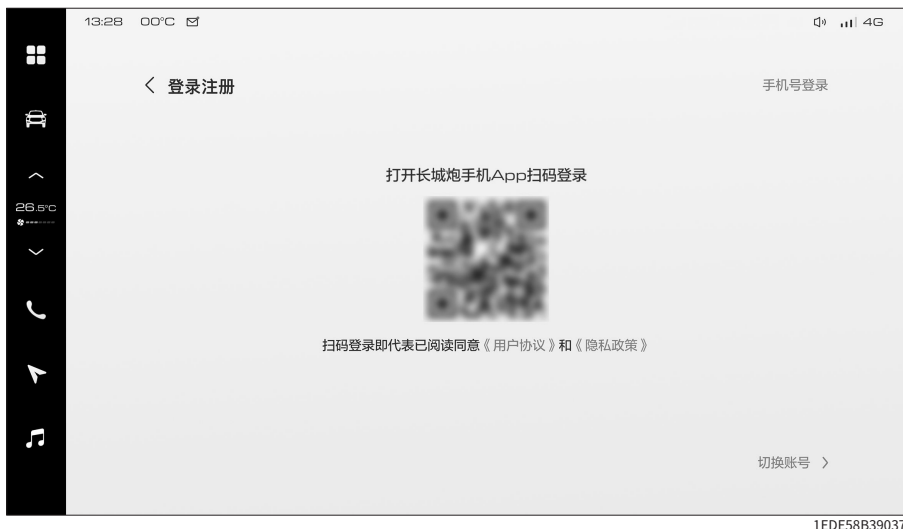 13:28 00°C 4G
登录注册 手机号登录
打开长城炮手机App扫码登录
26.5°C
扫码登录即代表已阅读同意《用户协议》和《隐私政策》
切换账号
1EDE58B39037